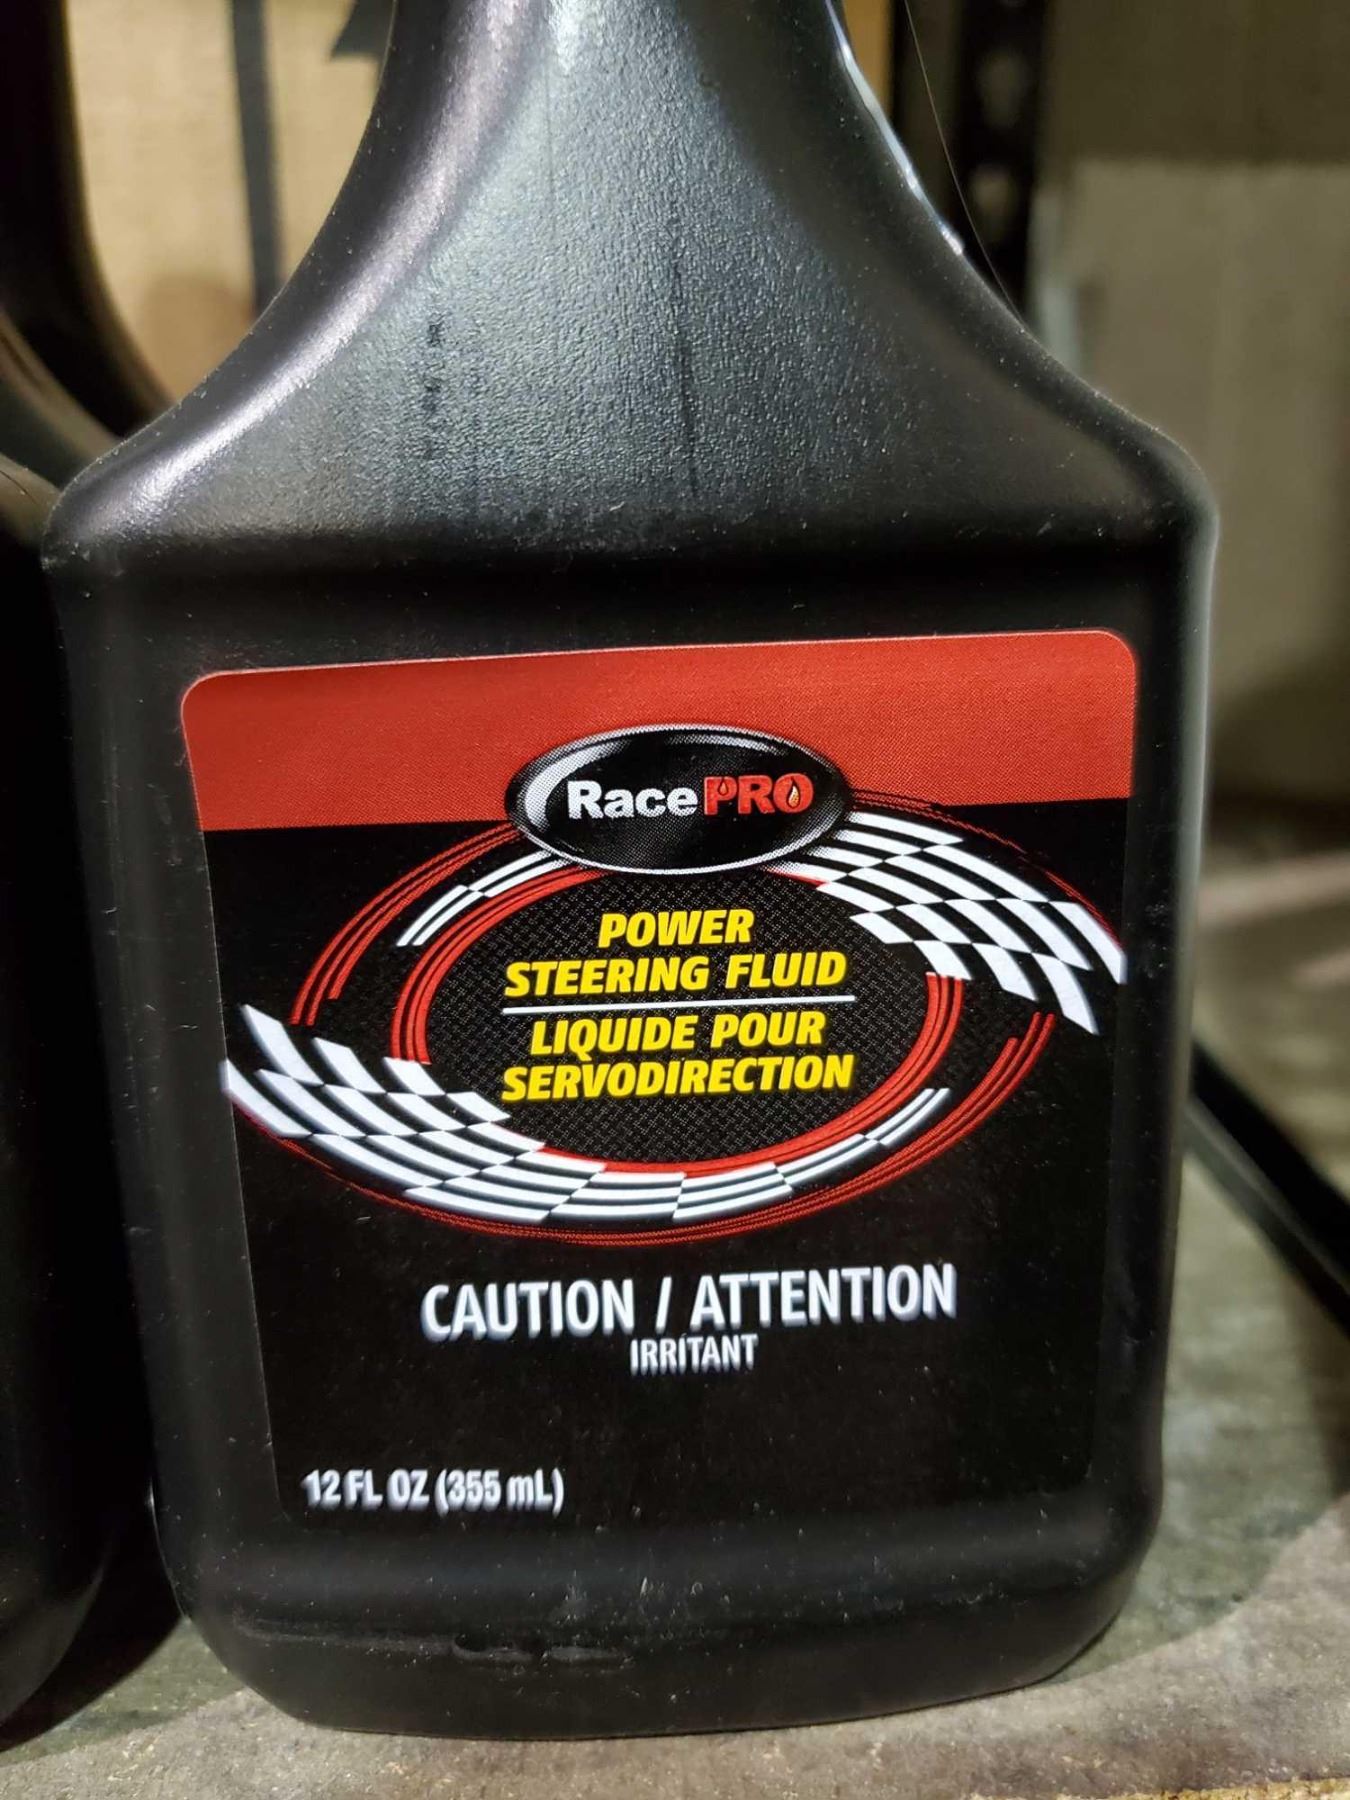 RacePRO
POWER
STEERING FLUID
LIQUIDE POUR
SERVODIRECTION
CAUTION / ATTENTION
IRRITANT
12 FL OZ (355 mL)